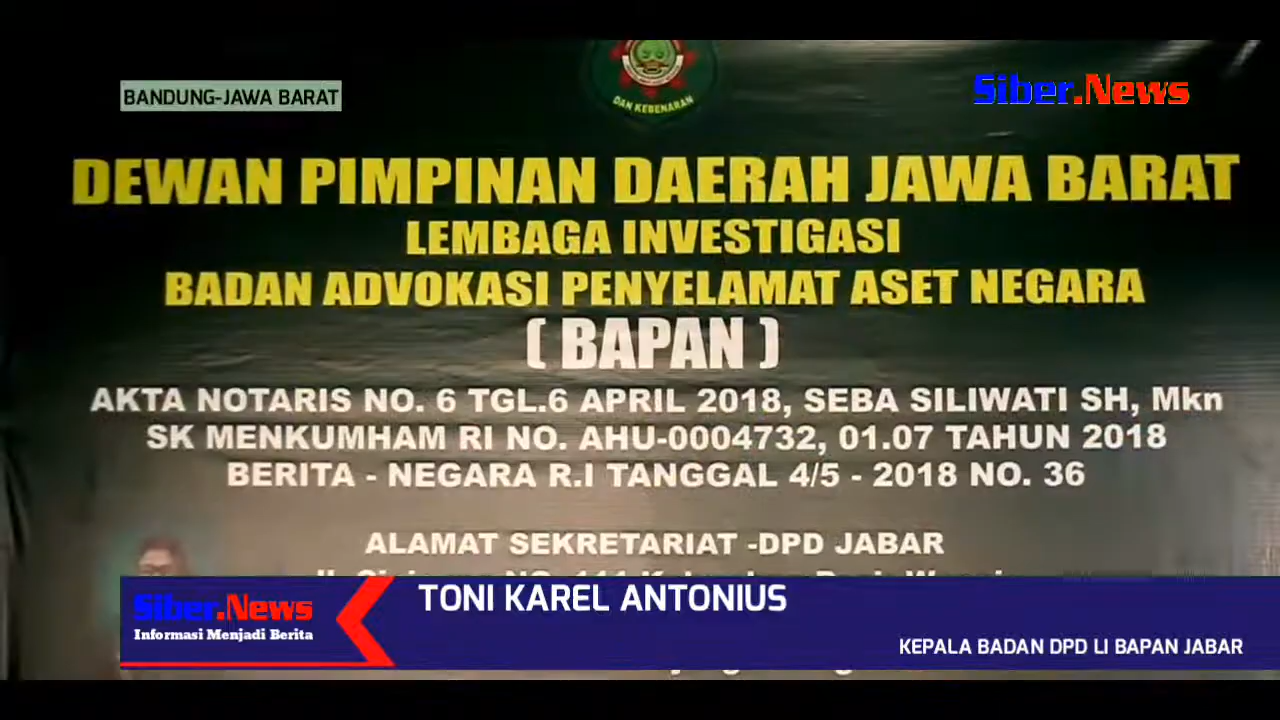 BANDUNG-JAWA BARAT
Siber.News
DAN KEBENARAN
DEWAN PIMPINAN DAERAH JAWA BARAT
LEMBAGA INVESTIGASI
BADAN ADVOKASI PENYELAMAT ASET NEGARA
( BAPAN )
AKTA NOTARIS NO. 6 TGL.6 APRIL 2018, SEBA SILIWATI SH, Mkn
SK MENKUMHAM RI NO. AHU-0004732, 01.07 TAHUN 2018
BERITA - NEGARA R.I TANGGAL 4/5 - 2018 NO. 36
ALAMAT SEKRETARIAT -DPD JABAR
Siber.News
Informasi Menjadi Berita
TONI KAREL ANTONIUS
KEPALA BADAN DPD LI BAPAN JABAR